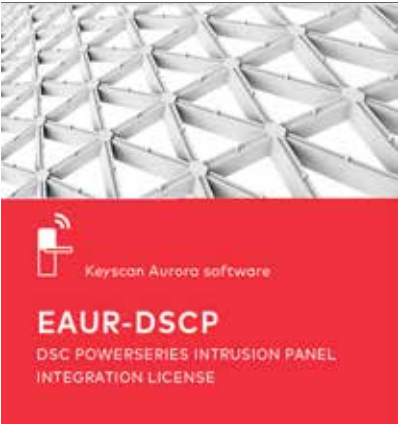 Keyscan Aurora software
EAUR-DSCP
DSC POWERSERIES INTRUSION PANEL
INTEGRATION LICENSE